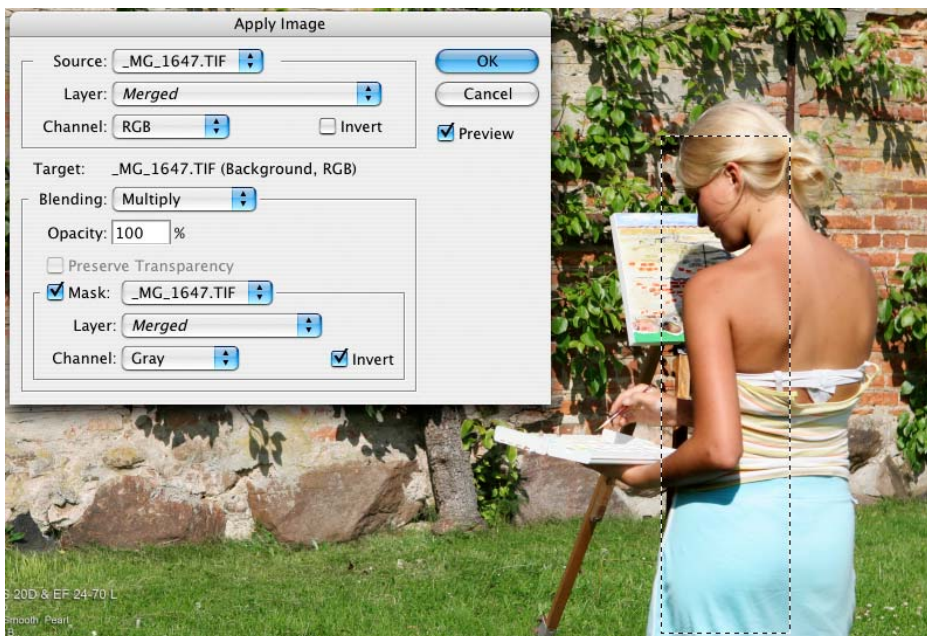 Apply Image
Source: _MG_1647.TIF
OK
Layer: Merged
Cancel
Channel: RGB
Invert
Preview
Target: _MG_1647.TIF (Background, RGB)
Blending: Multiply
Opacity: 100 %
Preserve Transparency
Mask: _MG_1647.TIF
Layer: Merged
Channel: Gray
Invert
20D & EF 24-70 L
Smooth Pearl